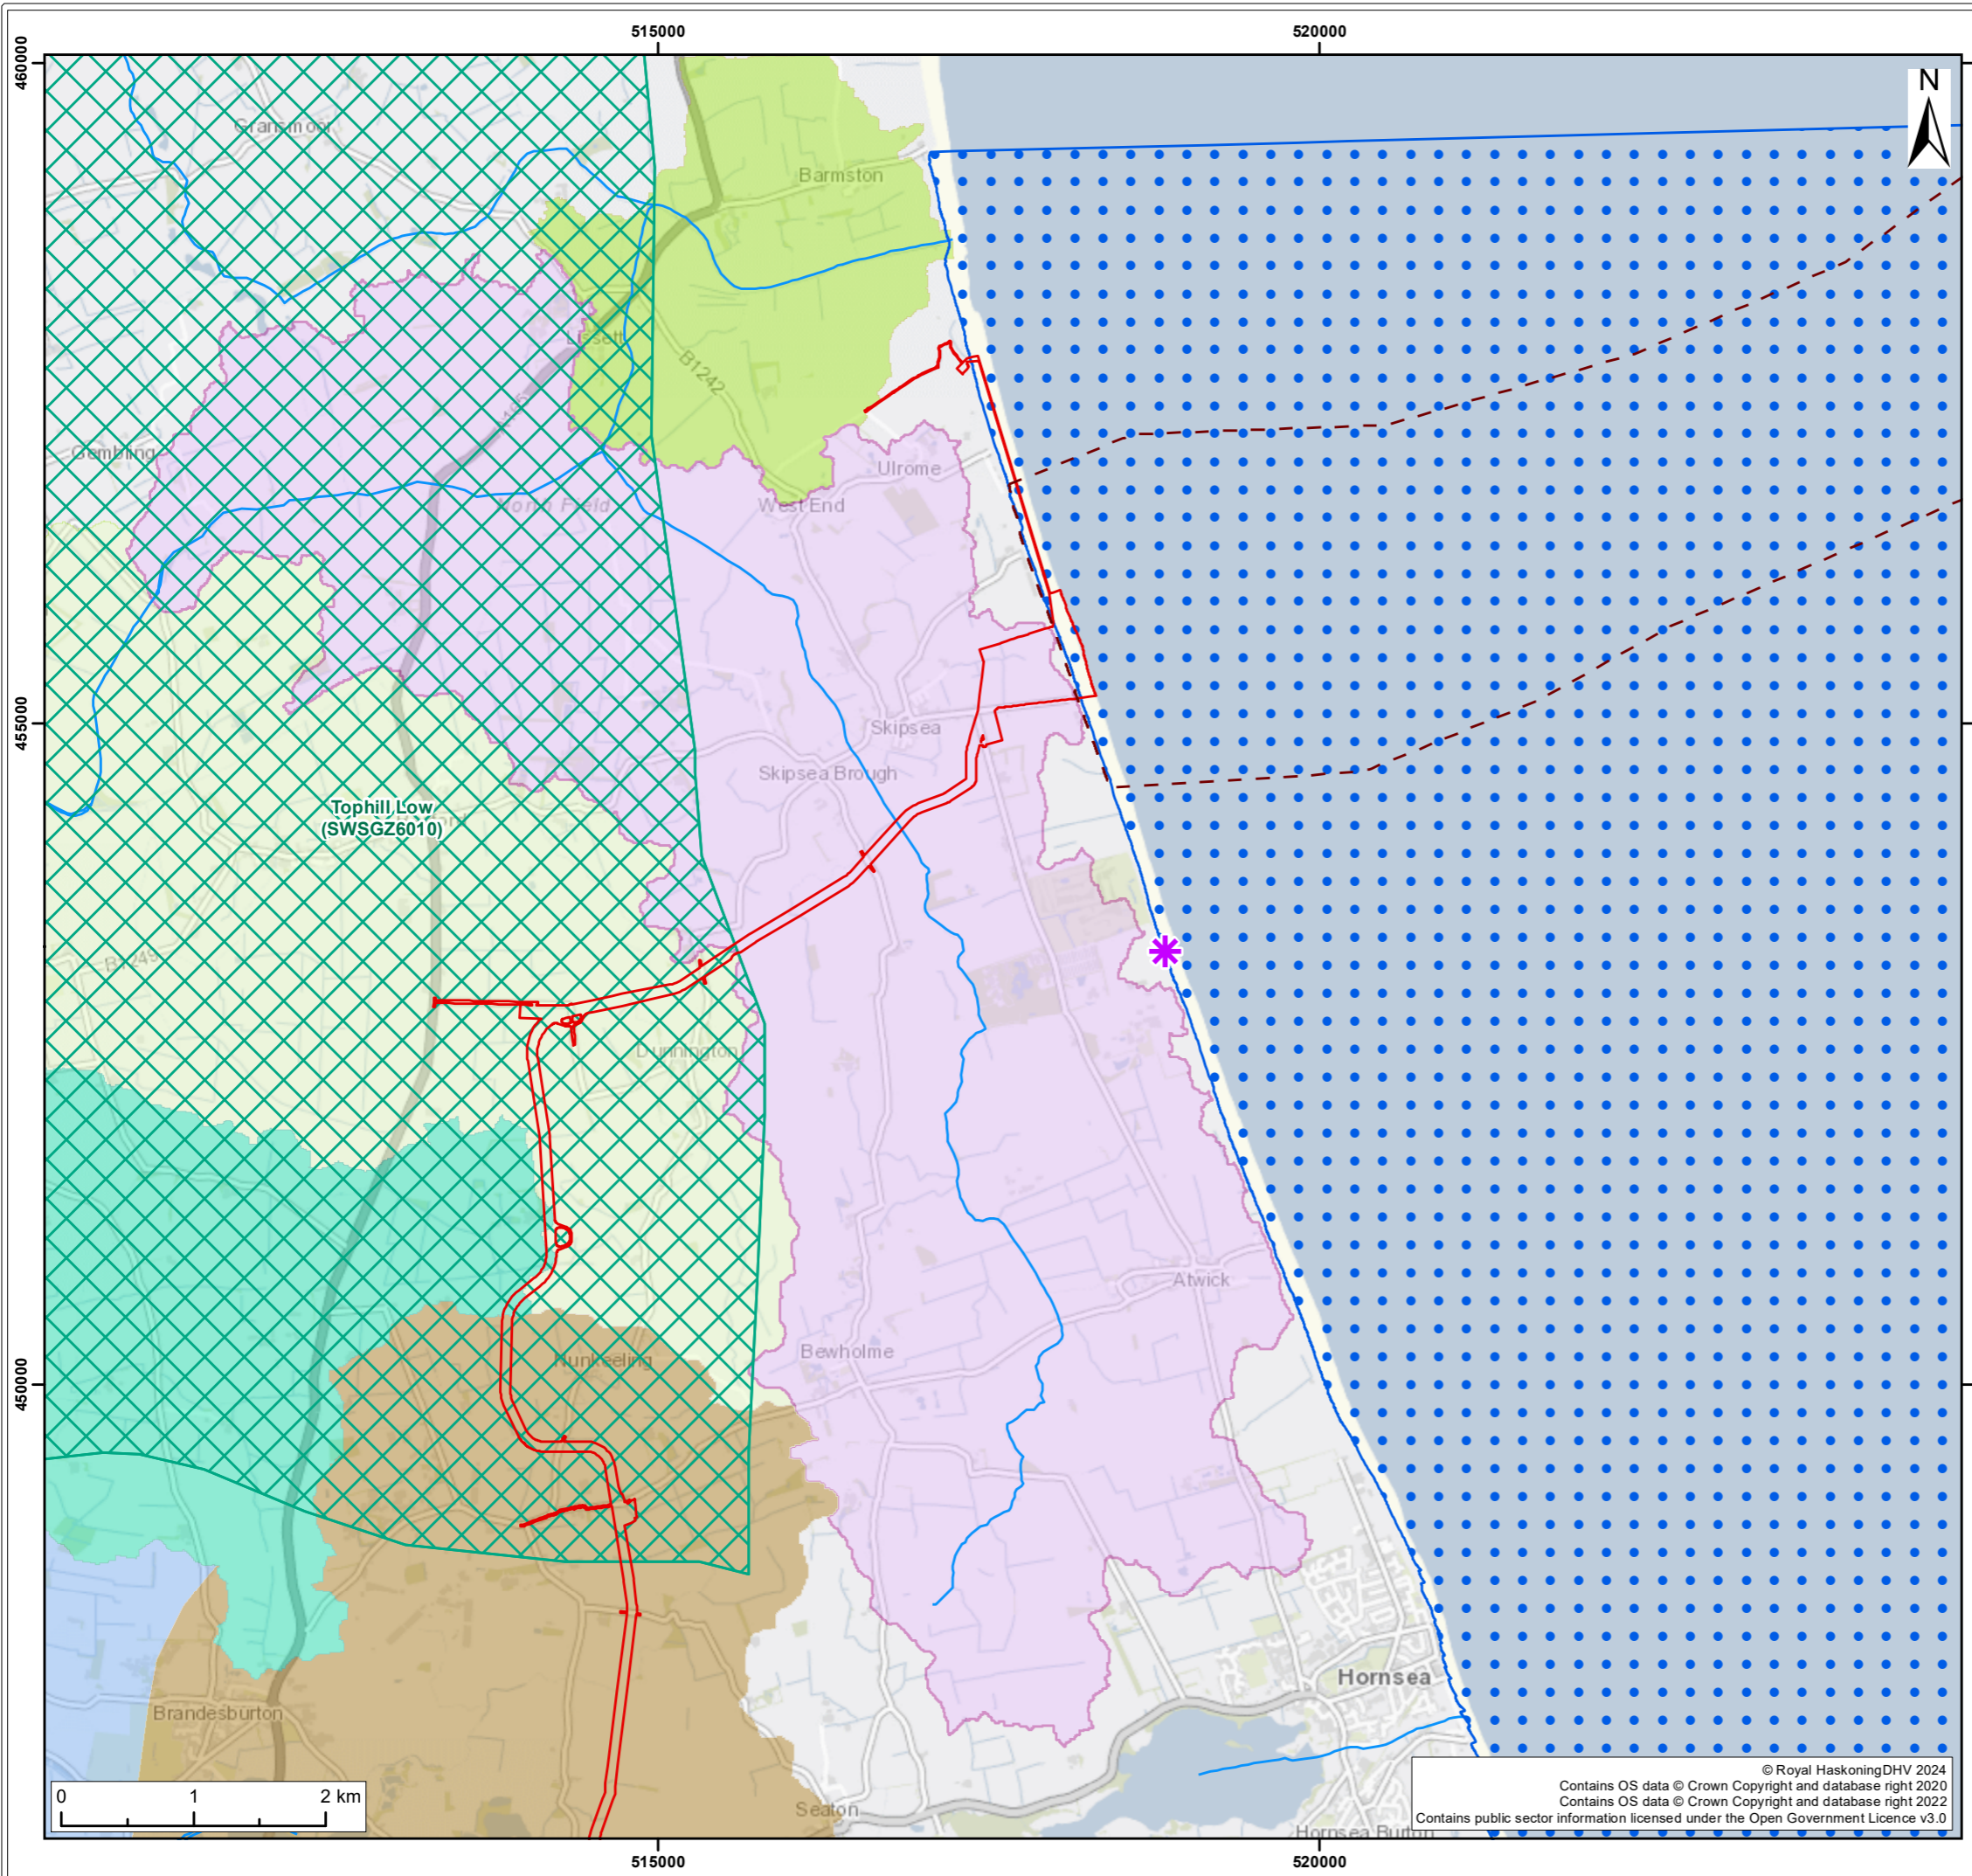 515000
520000
460000
N
Gransmoor
Barmston
Lissett
B1242
Gembling
Ulrome
North Field
West End
455000
Skipsea
Skipsea Brough
Tophill Low
(SWSGZ6010)
B1249
Dunnington
Atwick
450000
Nunkeeling
Bewholme
Hornsea
Brandesburton
Seaton
Hornsea Burton
0
1
2 km
© Royal HaskoningDHV 2024
Contains OS data © Crown Copyright and database right 2020
Contains OS data © Crown Copyright and database right 2022
Contains public sector information licensed under the Open Government Licence v3.0
515000
520000